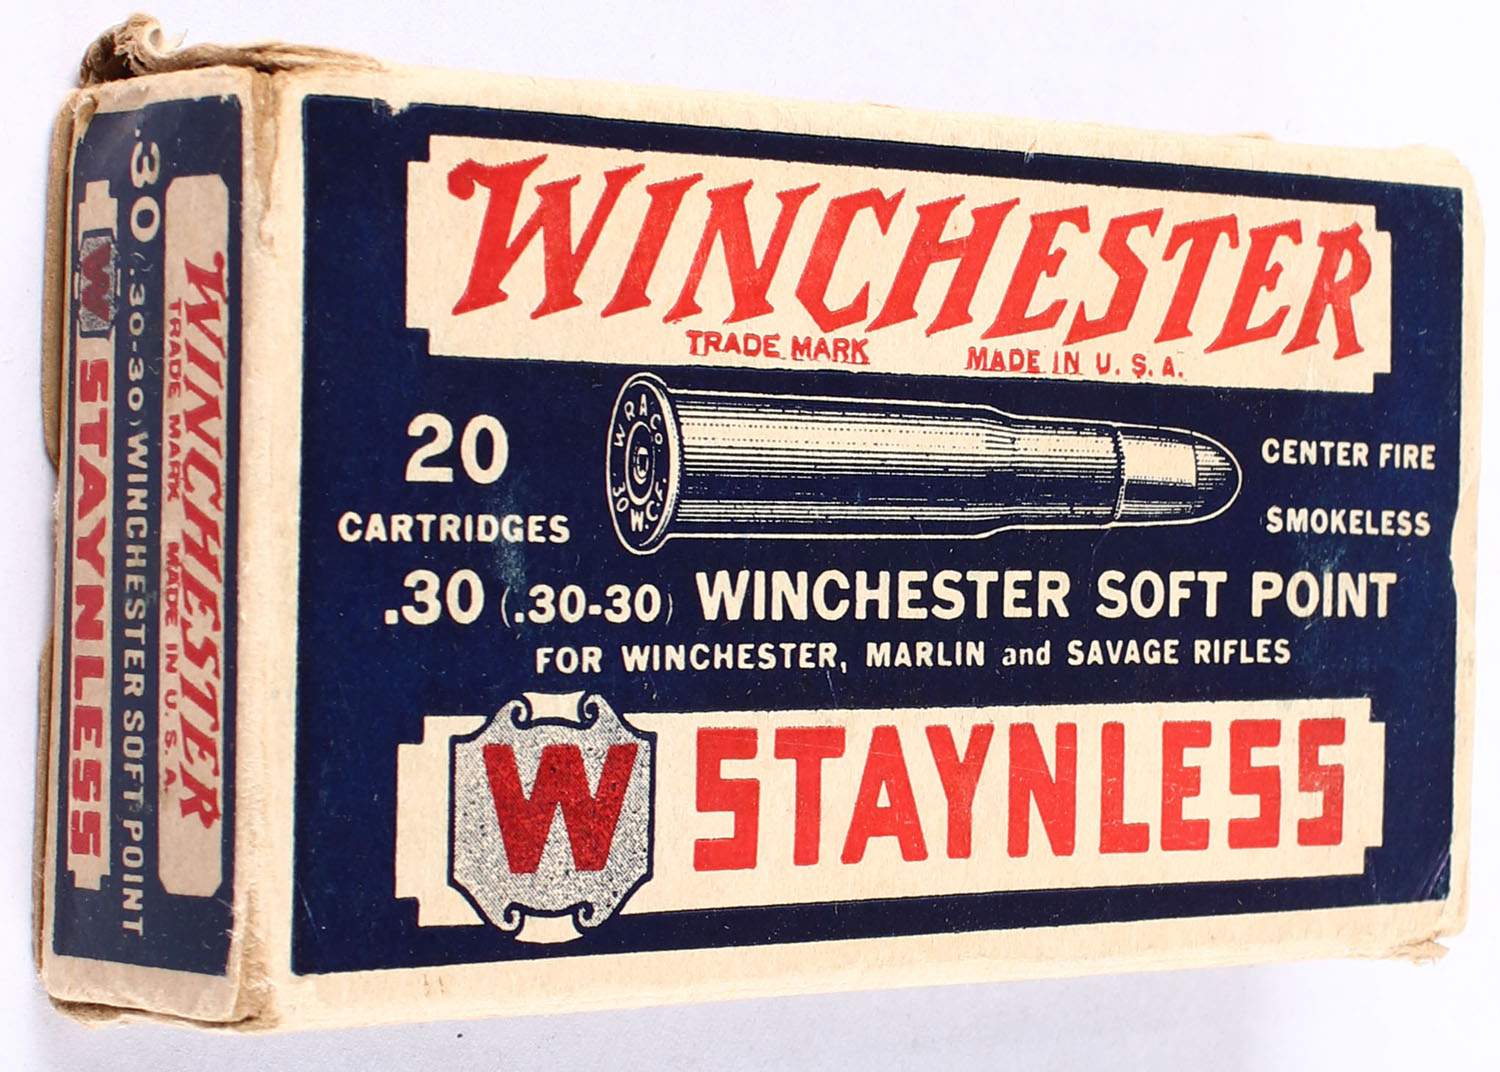 WINCHESTER
TRADE MARK MADE IN U.S.A.
20
CARTRIDGES
W.R.A.Co.
30 W.C.F.
U
CENTER FIRE
SMOKELESS
.30 (.30-30) WINCHESTER SOFT POINT
FOR WINCHESTER, MARLIN and SAVAGE RIFLES
W STAYNLESS
WINCHESTER
TRADE MARK MADE IN U.S.A.
.30 (.30-30) WINCHESTER SOFT POINT
W STAYNLESS